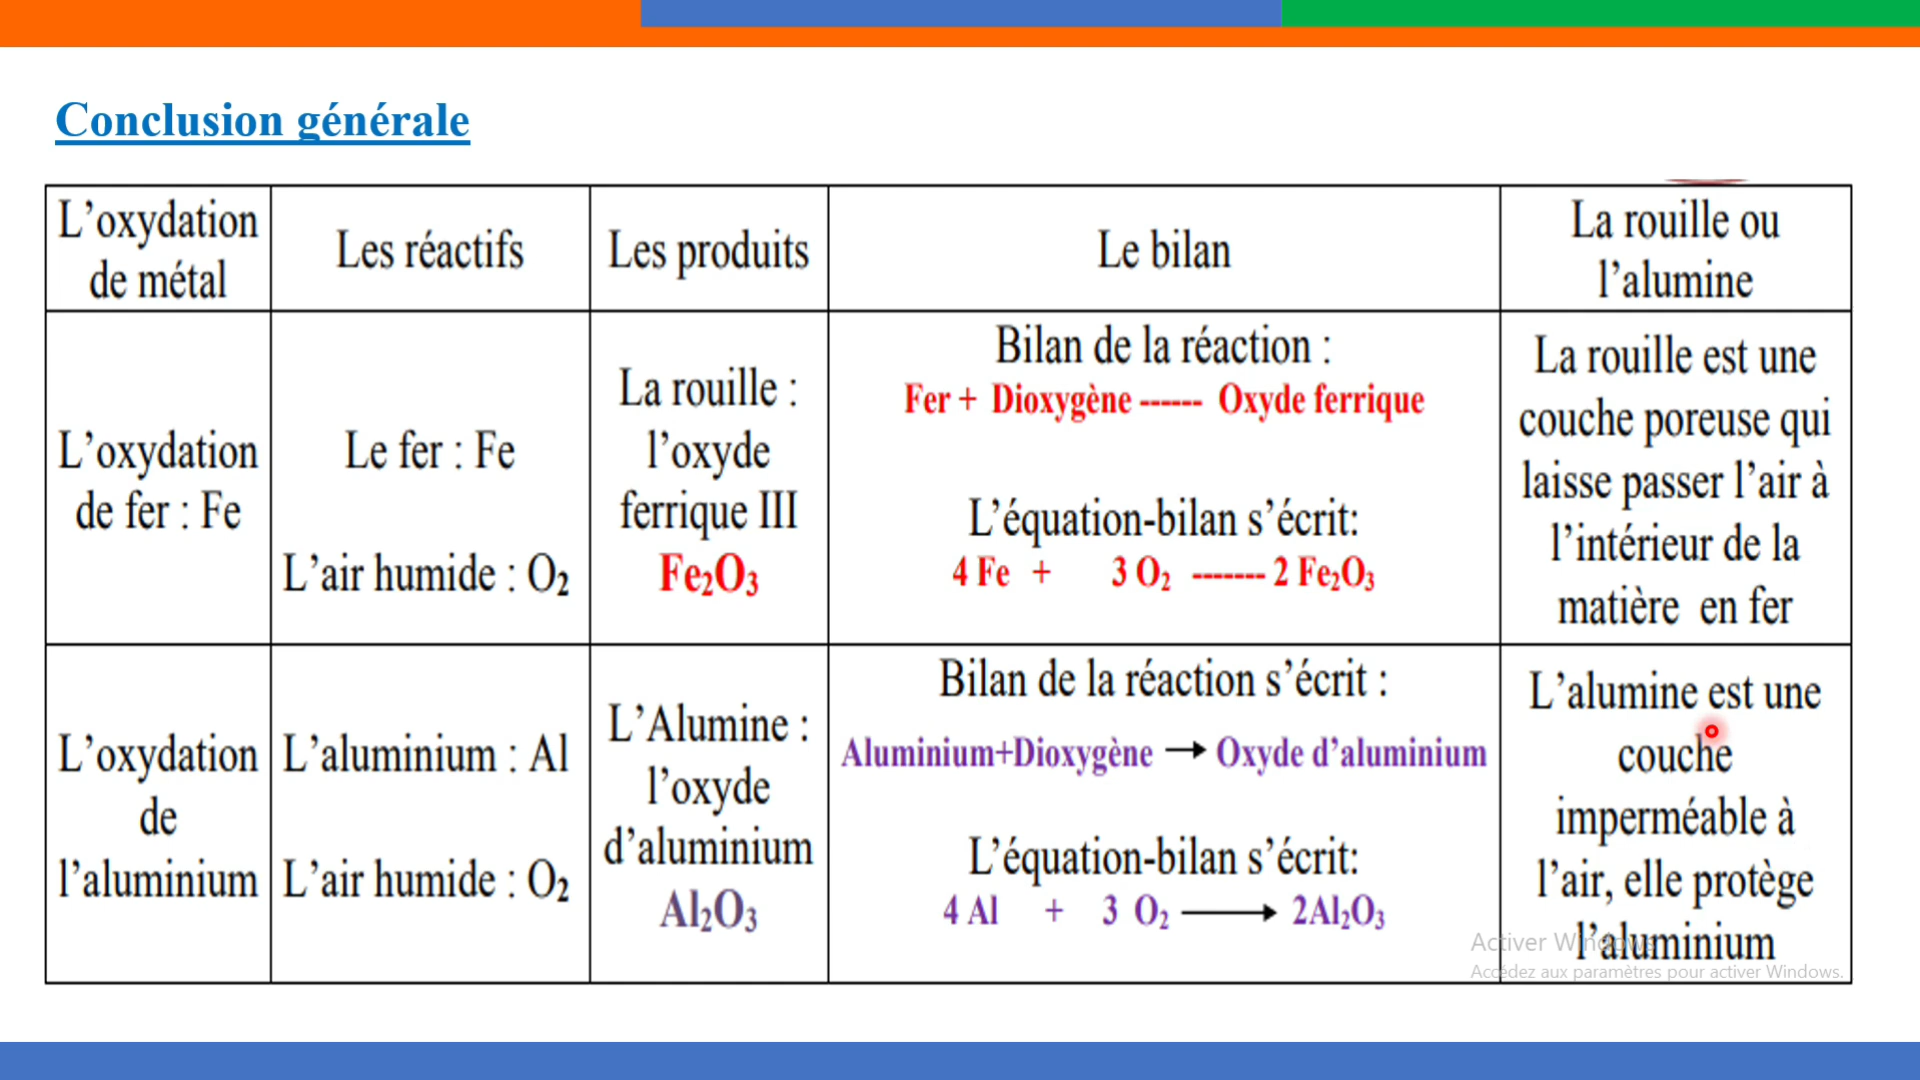 Conclusion générale
L’oxydation
de métal
Les réactifs
Les produits
Le bilan
La rouille ou
l’alumine
L’oxydation
de fer : Fe
Le fer : Fe
L’air humide : O₂
La rouille :
l’oxyde
ferrique III
Fe₂O₃
Bilan de la réaction :
Fer + Dioxygène ------ Oxyde ferrique
L’équation-bilan s’écrit:
4 Fe + 3 O₂ ------- 2 Fe₂O₃
La rouille est une
couche poreuse qui
laisse passer l’air à
l’intérieur de la
matière en fer
L’oxydation
de
l’aluminium
L’aluminium : Al
L’air humide : O₂
L’Alumine :
l’oxyde
d’aluminium
Al₂O₃
Bilan de la réaction s’écrit :
Aluminium+Dioxygène → Oxyde d’aluminium
L’équation-bilan s’écrit:
4 Al + 3 O₂ → 2Al₂O₃
L’alumine est une
couche
imperméable à
l’air, elle protège
l’aluminium
Activer Windows
Accédez aux paramètres pour activer Windows.